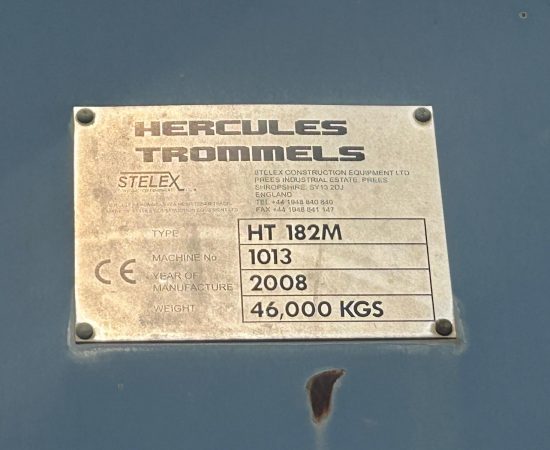 HERCULES
TROMMELS
STELEX
STELEX CONSTRUCTION EQUIPMENT LTD
PREES INDUSTRIAL ESTATE, PREES
SHROPSHIRE, SY13 2DJ
ENGLAND
TEL +44 1948 840 840
FAX +44 1948 841 147
TYPE HT 182M
MACHINE No 1013
YEAR OF
MANUFACTURE 2008
WEIGHT 46,000 KGS
CE